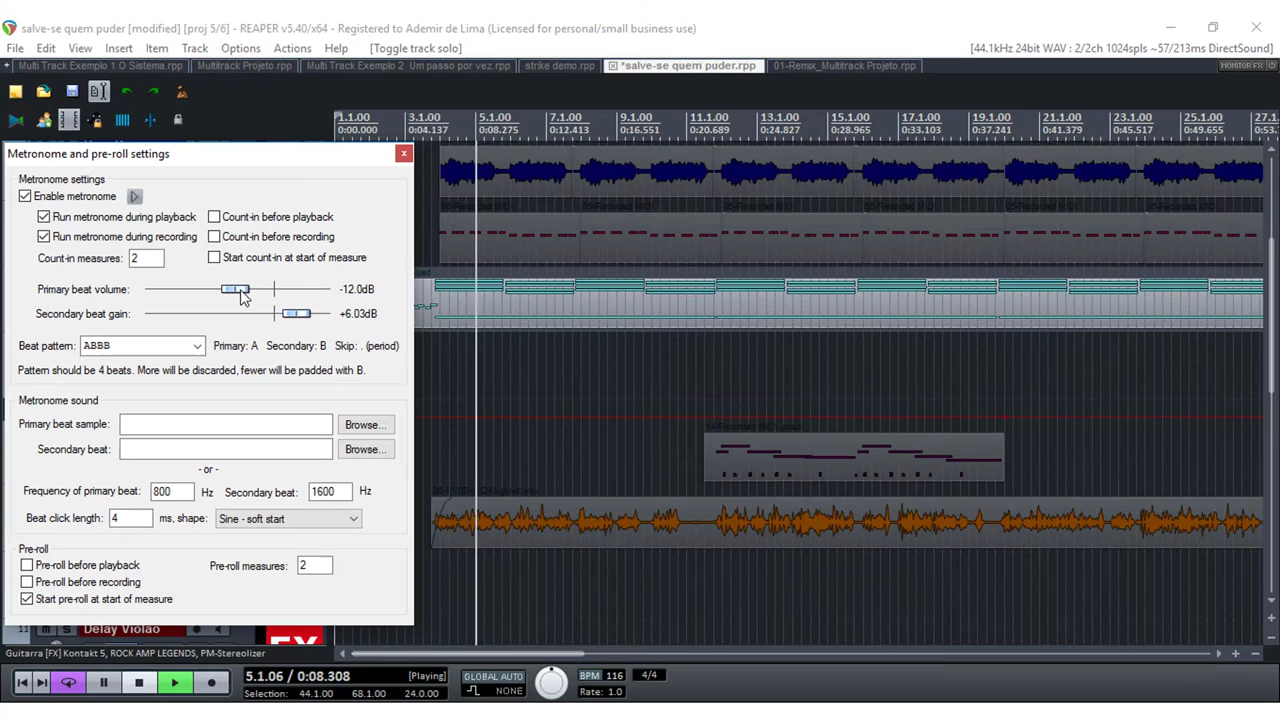 salve-se quem puder [modified] [proj 5/6] - REAPER v5.40/x64 - Registered to Ademir de Lima (Licensed for personal/small business use)
File Edit View Insert Item Track Options Actions Help [Toggle track solo] [44.1kHz 24bit WAV : 2/2ch 1024spls ~57/213ms DirectSound]
Multi Track Exemplo 1 O Sistema.rpp Multitrack Projeto.rpp Multi Track Exemplo 2 Um passo por vez.rpp strike demo.rpp *salve-se quem puder.rpp 01-Remix_Multitrack Projeto.rpp MONITOR FX
1.1.00 3.1.00 5.1.00 7.1.00 9.1.00 11.1.00 13.1.00 15.1.00 17.1.00 19.1.00 21.1.00 23.1.00 25.1.00 27.1
0:00.000 0:04.137 0:08.275 0:12.413 0:16.551 0:20.689 0:24.827 0:28.965 0:33.103 0:37.241 0:41.379 0:45.517 0:49.655 0:53.
Metronome and pre-roll settings
Metronome settings
Enable metronome
Run metronome during playback Count-in before playback
Run metronome during recording Count-in before recording
Count-in measures: 2 Start count-in at start of measure
Primary beat volume: -12.0dB
Secondary beat gain: +6.03dB
Beat pattern: ABBB Primary: A Secondary: B Skip: . (period)
Pattern should be 4 beats. More will be discarded, fewer will be padded with B.
Metronome sound
Primary beat sample: Browse...
Secondary beat: Browse...
- or -
Frequency of primary beat: 800 Hz Secondary beat: 1600 Hz
Beat click length: 4 ms, shape: Sine - soft start
Pre-roll
Pre-roll before playback Pre-roll measures: 2
Pre-roll before recording
Start pre-roll at start of measure
11 M S Delay Violao FX
Guitarra [FX] Kontakt 5, ROCK AMP LEGENDS, PM-Stereolizer
5.1.06 / 0:08.308 [Playing] GLOBAL AUTO BPM 116 4/4
Selection: 44.1.00 68.1.00 24.0.00 NONE Rate: 1.0